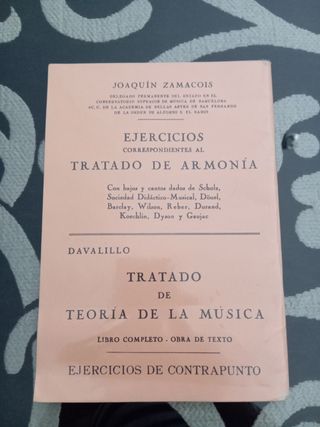 JOAQUÍN ZAMACOIS
DELEGADO PERMANENTE DEL ESTADO EN EL
CONSERVATORIO SUPERIOR DE MÚSICA DE BARCELONA
AC. C. DE LA ACADEMIA DE BELLAS ARTES DE SAN FERNANDO
DE LA ORDEN DE ALFONSO X EL SABIO
EJERCICIOS
CORRESPONDIENTES AL
TRATADO DE ARMONÍA
Con bajos y cantos dados de Scholz,
Sociedad Didáctico-Musical,
Barclay, Wilson, Reber, Durand,
Koechlin, Dyson y Geojac
DAVALILLO
TRATADO
DE
TEORÍA DE LA MÚSICA
LIBRO COMPLETO - OBRA DE TEXTO
EJERCICIOS DE CONTRAPUNTO